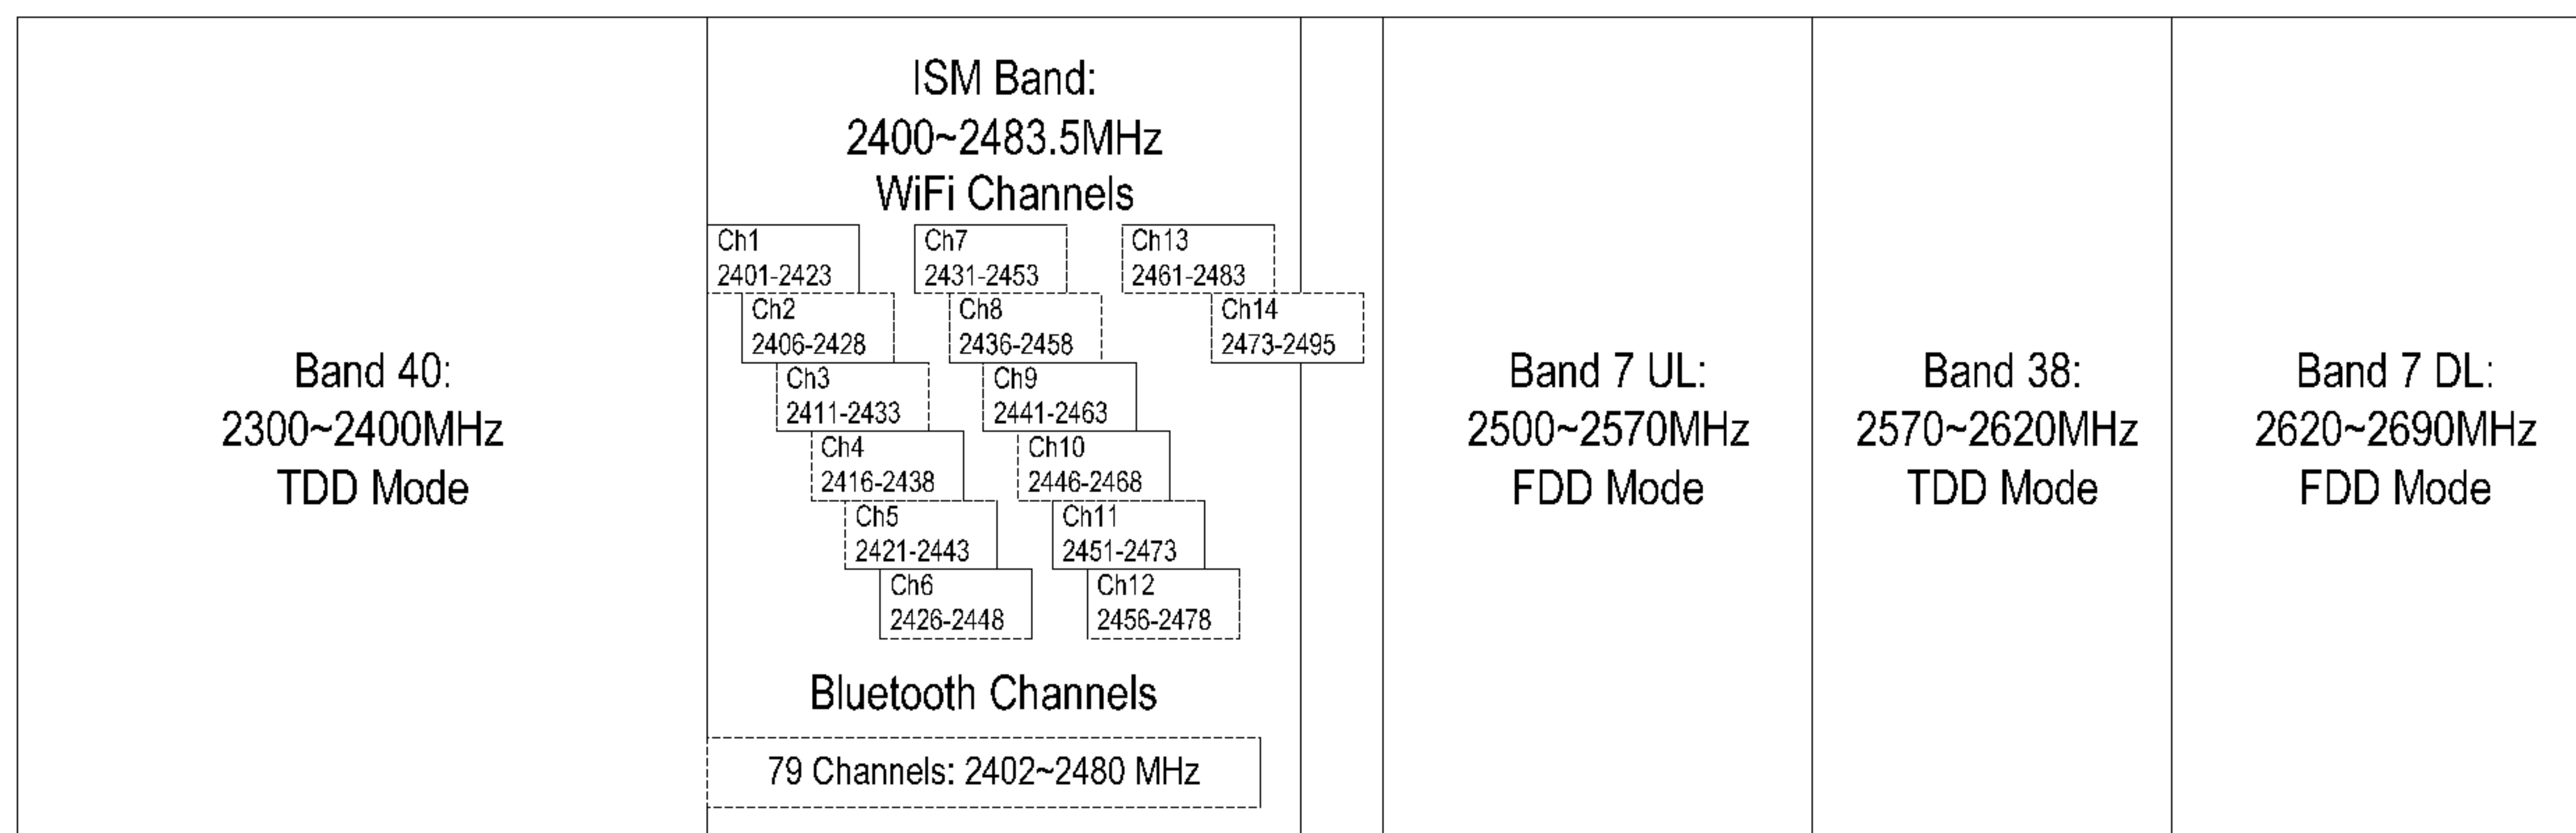 Band 40:
2300~2400MHz
TDD Mode
ISM Band:
2400~2483.5MHz
WiFi Channels
Ch1
2401-2423
Ch2
2406-2428
Ch3
2411-2433
Ch4
2416-2438
Ch5
2421-2443
Ch6
2426-2448
Ch7
2431-2453
Ch8
2436-2458
Ch9
2441-2463
Ch10
2446-2468
Ch11
2451-2473
Ch12
2456-2478
Ch13
2461-2483
Ch14
2473-2495
Bluetooth Channels
79 Channels: 2402~2480 MHz
Band 7 UL:
2500~2570MHz
FDD Mode
Band 38:
2570~2620MHz
TDD Mode
Band 7 DL:
2620~2690MHz
FDD Mode